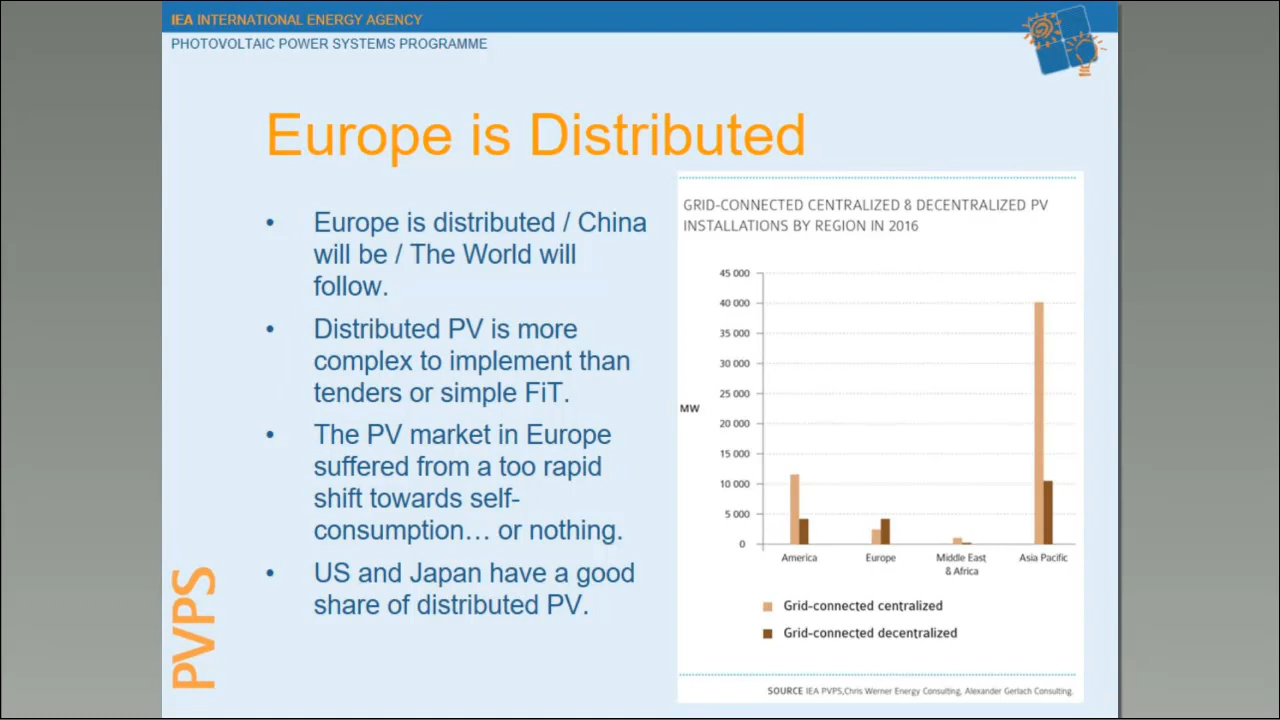 IEA INTERNATIONAL ENERGY AGENCY
PHOTOVOLTAIC POWER SYSTEMS PROGRAMME
Europe is Distributed
• Europe is distributed / China
will be / The World will
follow.
• Distributed PV is more
complex to implement than
tenders or simple FiT.
• The PV market in Europe
suffered from a too rapid
shift towards self-
consumption… or nothing.
• US and Japan have a good
share of distributed PV.
PVPS
GRID-CONNECTED CENTRALIZED & DECENTRALIZED PV
INSTALLATIONS BY REGION IN 2016
45 000
40 000
35 000
30 000
25 000
MW
20 000
15 000
10 000
5 000
0
America
Europe
Middle East
& Africa
Asia Pacific
Grid-connected centralized
Grid-connected decentralized
SOURCE IEA PVPS,Chris Werner Energy Consulting, Alexander Gerlach Consulting.